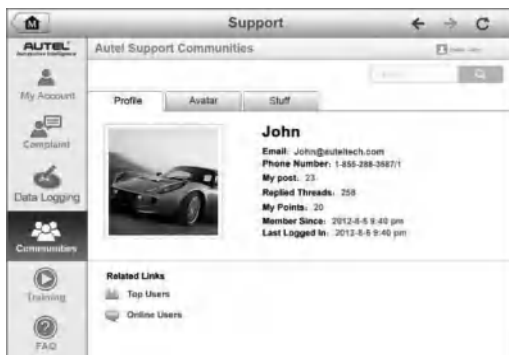 Support
AUTEL
Autel Support Communities
My Account
Profile
Avatar
Stuff
Complaint
John
Email: John@auteltech.com
Phone Number: 1-855-288-3587/1
My post. 23
Replied Threads: 256
My Points: 20
Member Since: 2012-8-6 9:40 pm
Last Logged In: 2012-8-6 9:40 pm
Data Logging
Communities
Related Links
Top Users
Online Users
Training
FAQ